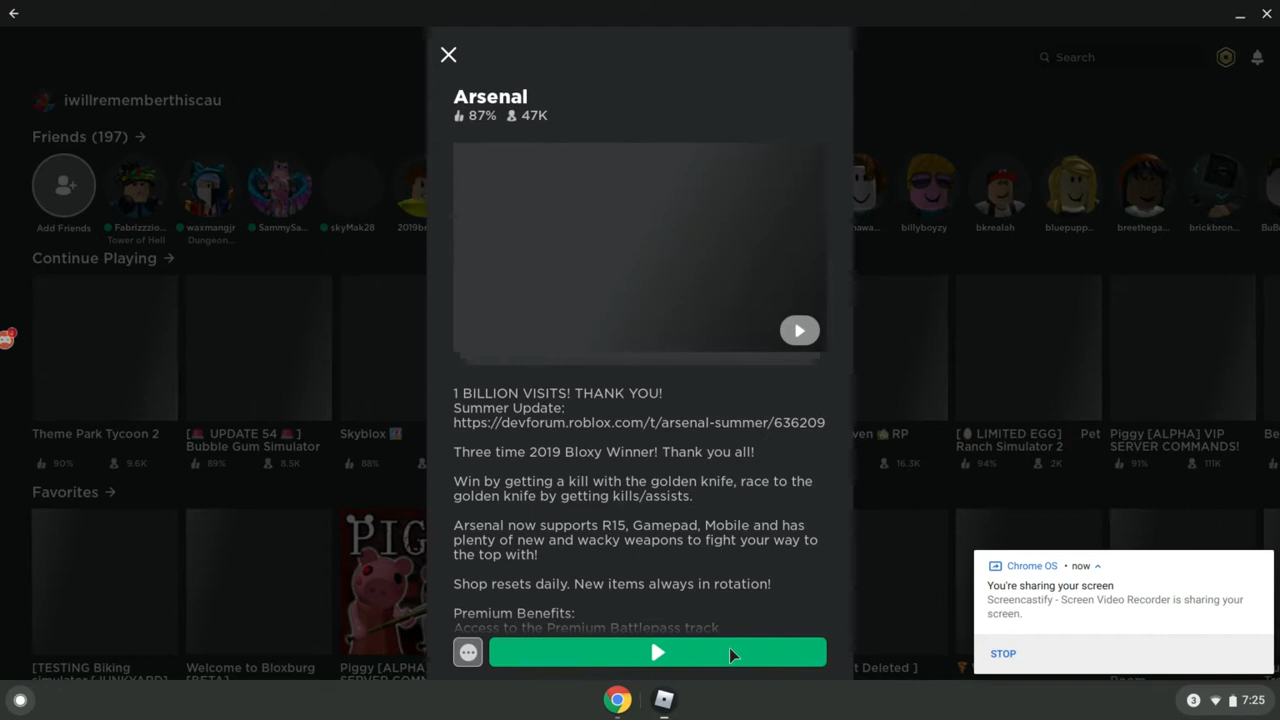 Arsenal
87% 47K
Search
iwillrememberthiscau
Friends (197) →
Add Friends
Fabrizzzio...
Tower of Hell
waxmangjr
Dungeon...
SammySa...
skyMak28
2019br
billyboyzy
bkrealah
bluepupp...
breethega...
brickbron...
Continue Playing →
Theme Park Tycoon 2
90% 9.6K
[ UPDATE 54 ]
Bubble Gum Simulator
89% 8.5K
Skyblox
88%
RP
16.3K
[ LIMITED EGG] Pet
Ranch Simulator 2
94% 2K
Piggy [ALPHA] VIP
SERVER COMMANDS!
91% 111K
1 BILLION VISITS! THANK YOU!
Summer Update:
https://devforum.roblox.com/t/arsenal-summer/636209
Three time 2019 Bloxy Winner! Thank you all!
Win by getting a kill with the golden knife, race to the
golden knife by getting kills/assists.
Arsenal now supports R15, Gamepad, Mobile and has
plenty of new and wacky weapons to fight your way to
the top with!
Shop resets daily. New items always in rotation!
Premium Benefits:
Access to the Premium Battlepass track
Favorites →
PIG
[TESTING] Biking
Welcome to Bloxburg
Piggy
Deleted ]
Chrome OS • now
You're sharing your screen
Screencastify - Screen Video Recorder is sharing your
screen.
STOP
3
7:25